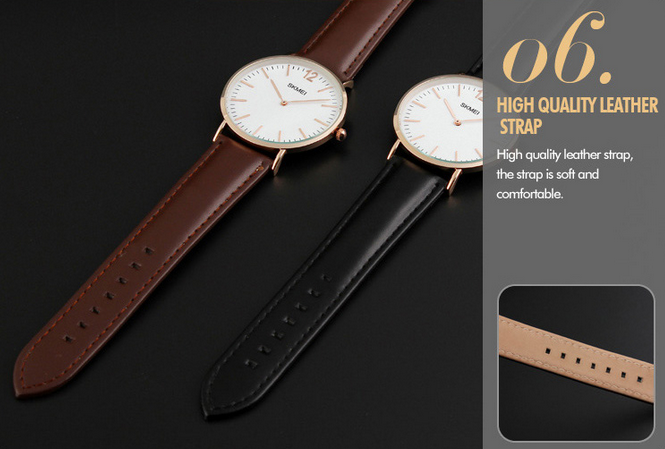 12
SKMEI
SKMEI
06.
HIGH QUALITY LEATHER
STRAP
High quality leather strap,
the strap is soft and
comfortable.